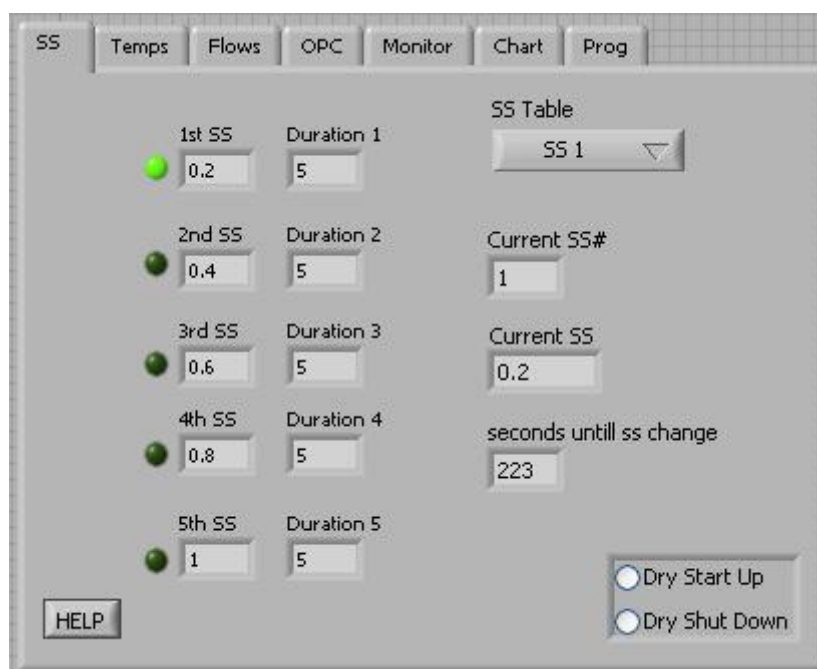 SS Temps Flows OPC Monitor Chart Prog
SS Table
SS 1
1st SS Duration 1
0.2 5
2nd SS Duration 2
0.4 5
3rd SS Duration 3
0.6 5
4th SS Duration 4
0.8 5
5th SS Duration 5
1 5
Current SS#
1
Current SS
0.2
seconds untill ss change
223
Dry Start Up
Dry Shut Down
HELP